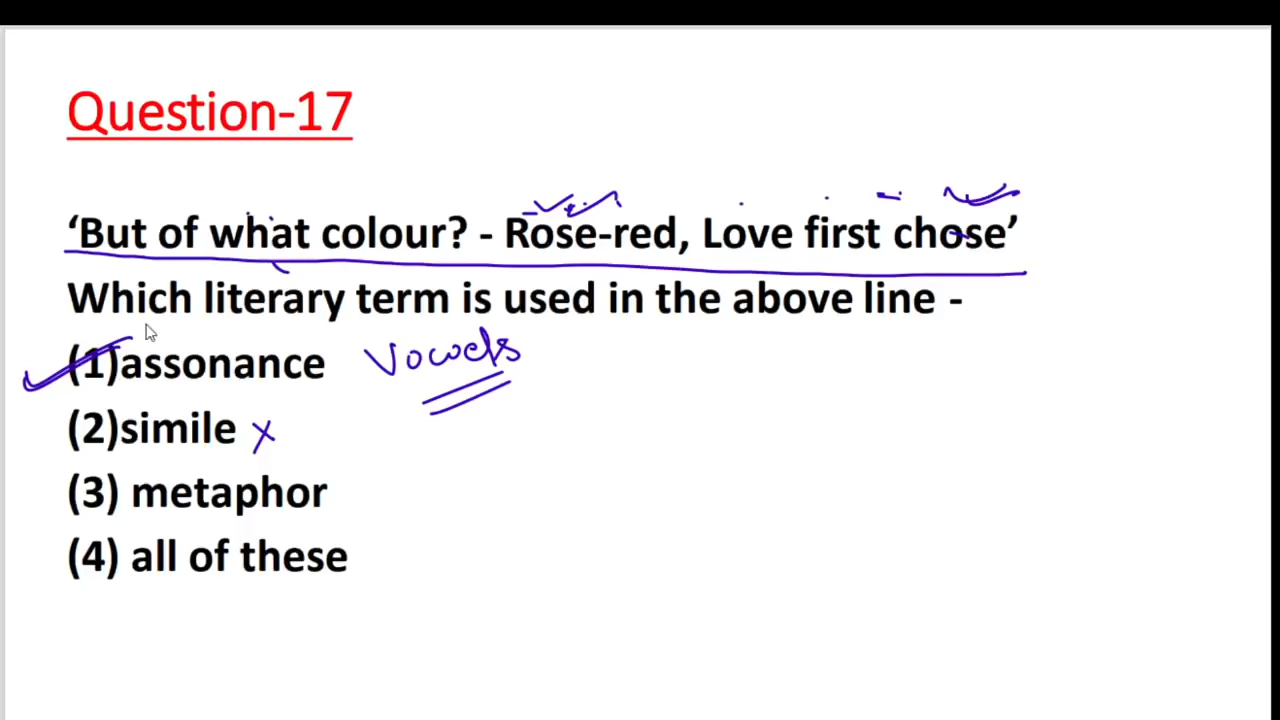 Question-17
‘But of what colour? - Rose-red, Love first chose’
Which literary term is used in the above line -
(1)assonance Vowels
(2)simile x
(3) metaphor
(4) all of these